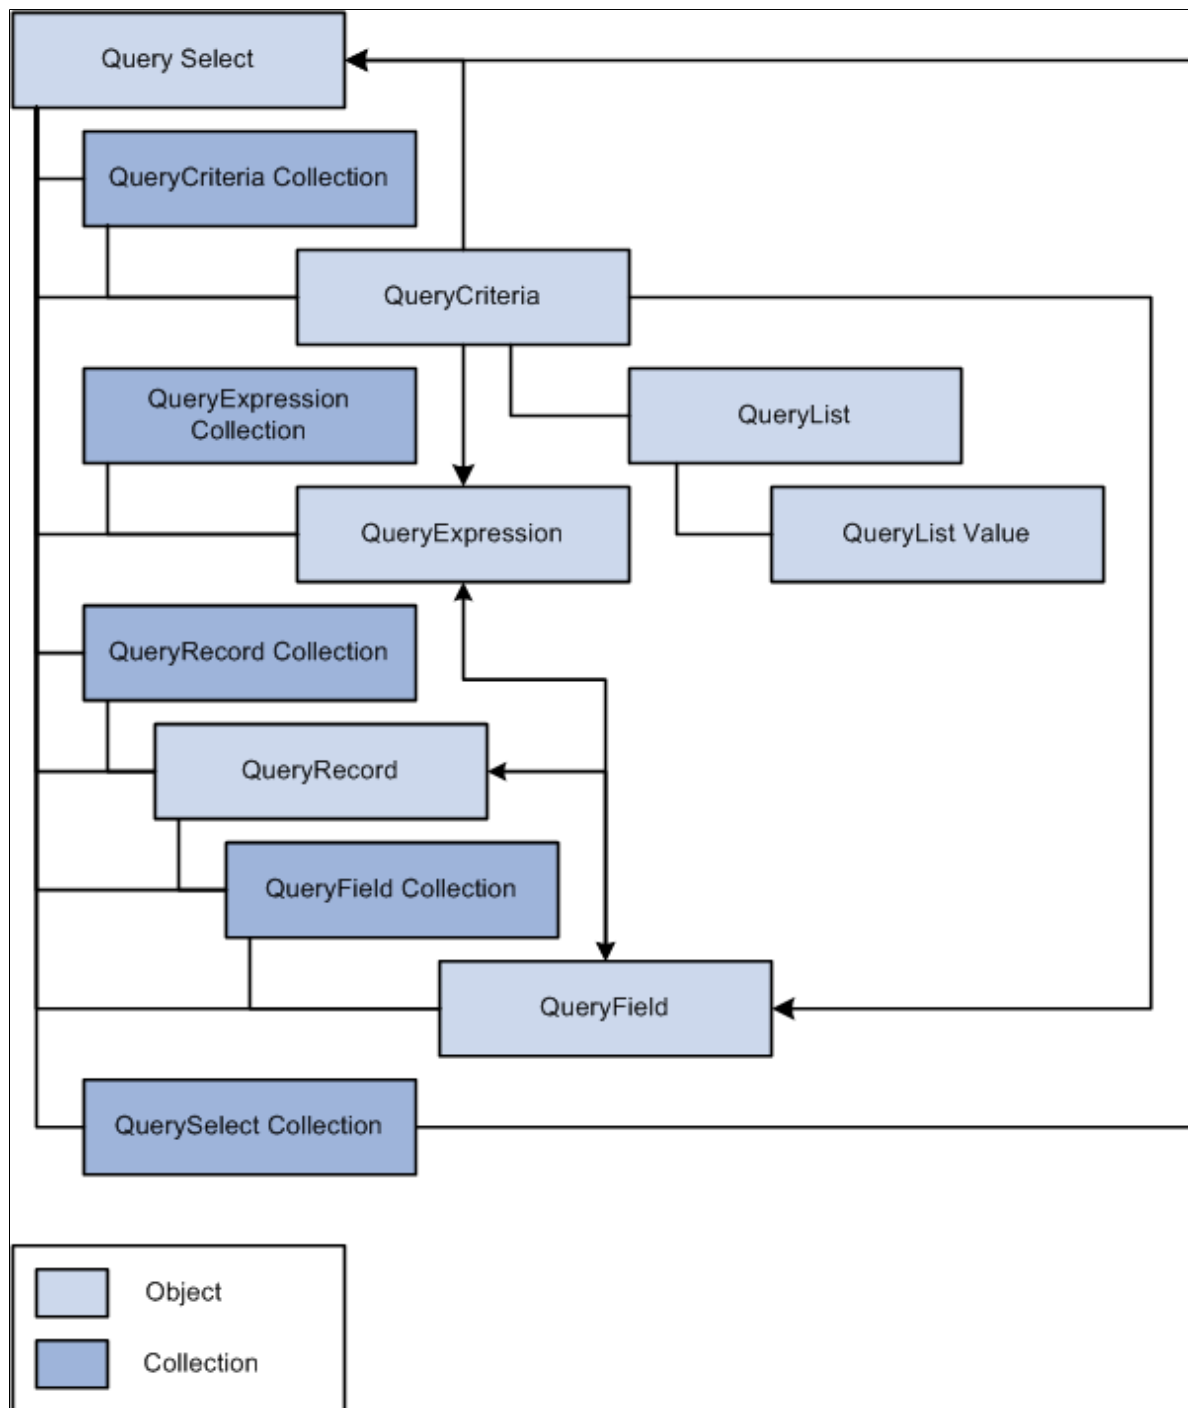 Query Select
QueryCriteria Collection
QueryCriteria
QueryExpression
Collection
QueryList
QueryExpression
QueryList Value
QueryRecord Collection
QueryRecord
QueryField Collection
QueryField
QuerySelect Collection
Object
Collection